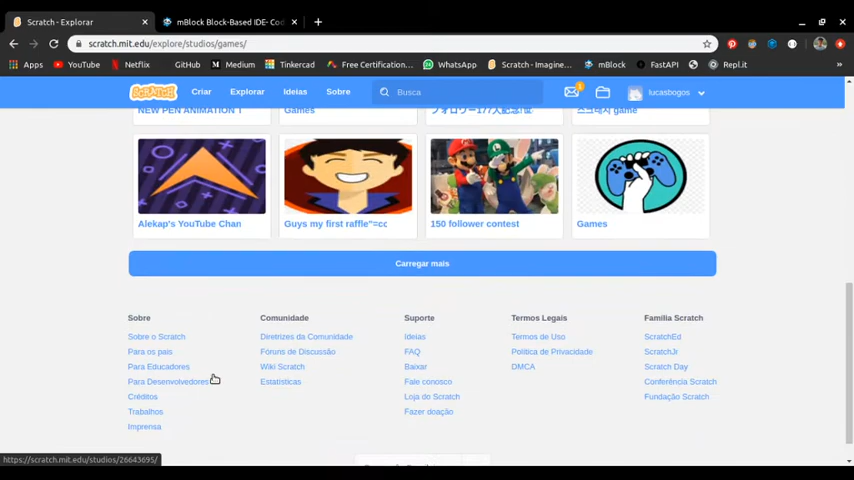 Scratch - Explorar
mBlock Block-Based IDE- Cod
scratch.mit.edu/explore/studios/games/
Apps YouTube Netflix GitHub Medium Tinkercad Free Certification… WhatsApp Scratch - Imagine… mBlock FastAPI Repl.it »
SCRATCH Criar Explorar Ideias Sobre Busca 1 lucasbogos
NEW PEN ANIMATION T
Games
Alekap's YouTube Chan
Guys my first raffle"=cc
150 follower contest
Games
Carregar mais
Sobre
Sobre o Scratch
Para os pais
Para Educadores
Para Desenvolvedores
Créditos
Trabalhos
Imprensa
Comunidade
Diretrizes da Comunidade
Fóruns de Discussão
Wiki Scratch
Estatísticas
Suporte
Ideias
FAQ
Baixar
Fale conosco
Loja do Scratch
Fazer doação
Termos Legais
Termos de Uso
Política de Privacidade
DMCA
Família Scratch
ScratchEd
ScratchJr
Scratch Day
Conferência Scratch
Fundação Scratch
https://scratch.mit.edu/studios/26643695/